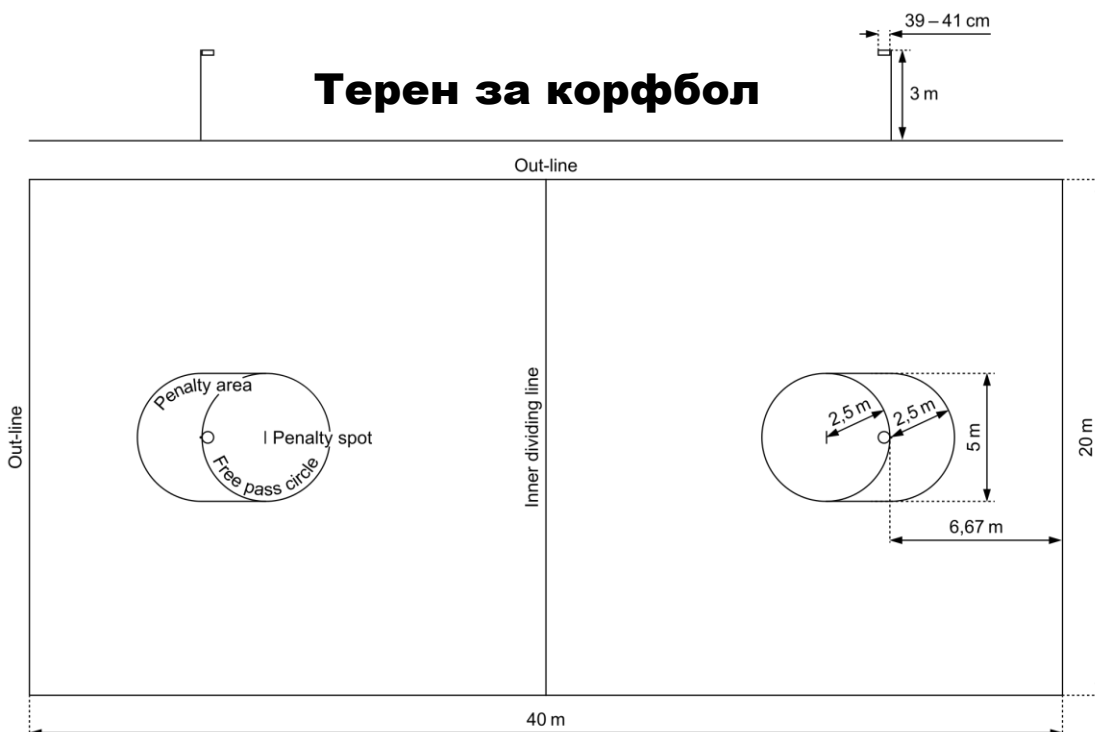 39 – 41 cm
Терен за корфбол
3 m
Out-line
Out-line
Penalty area
Penalty spot
Free pass circle
Inner dividing line
2,5 m
2,5 m
5 m
20 m
6,67 m
40 m